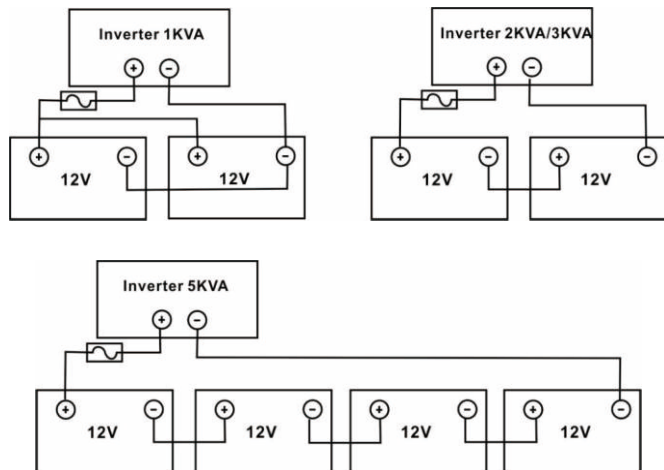 Inverter 1KVA
+ −
+ − + −
12V 12V
Inverter 2KVA/3KVA
+ −
+ − + −
12V 12V
Inverter 5KVA
+ −
+ − + − + − + −
12V 12V 12V 12V